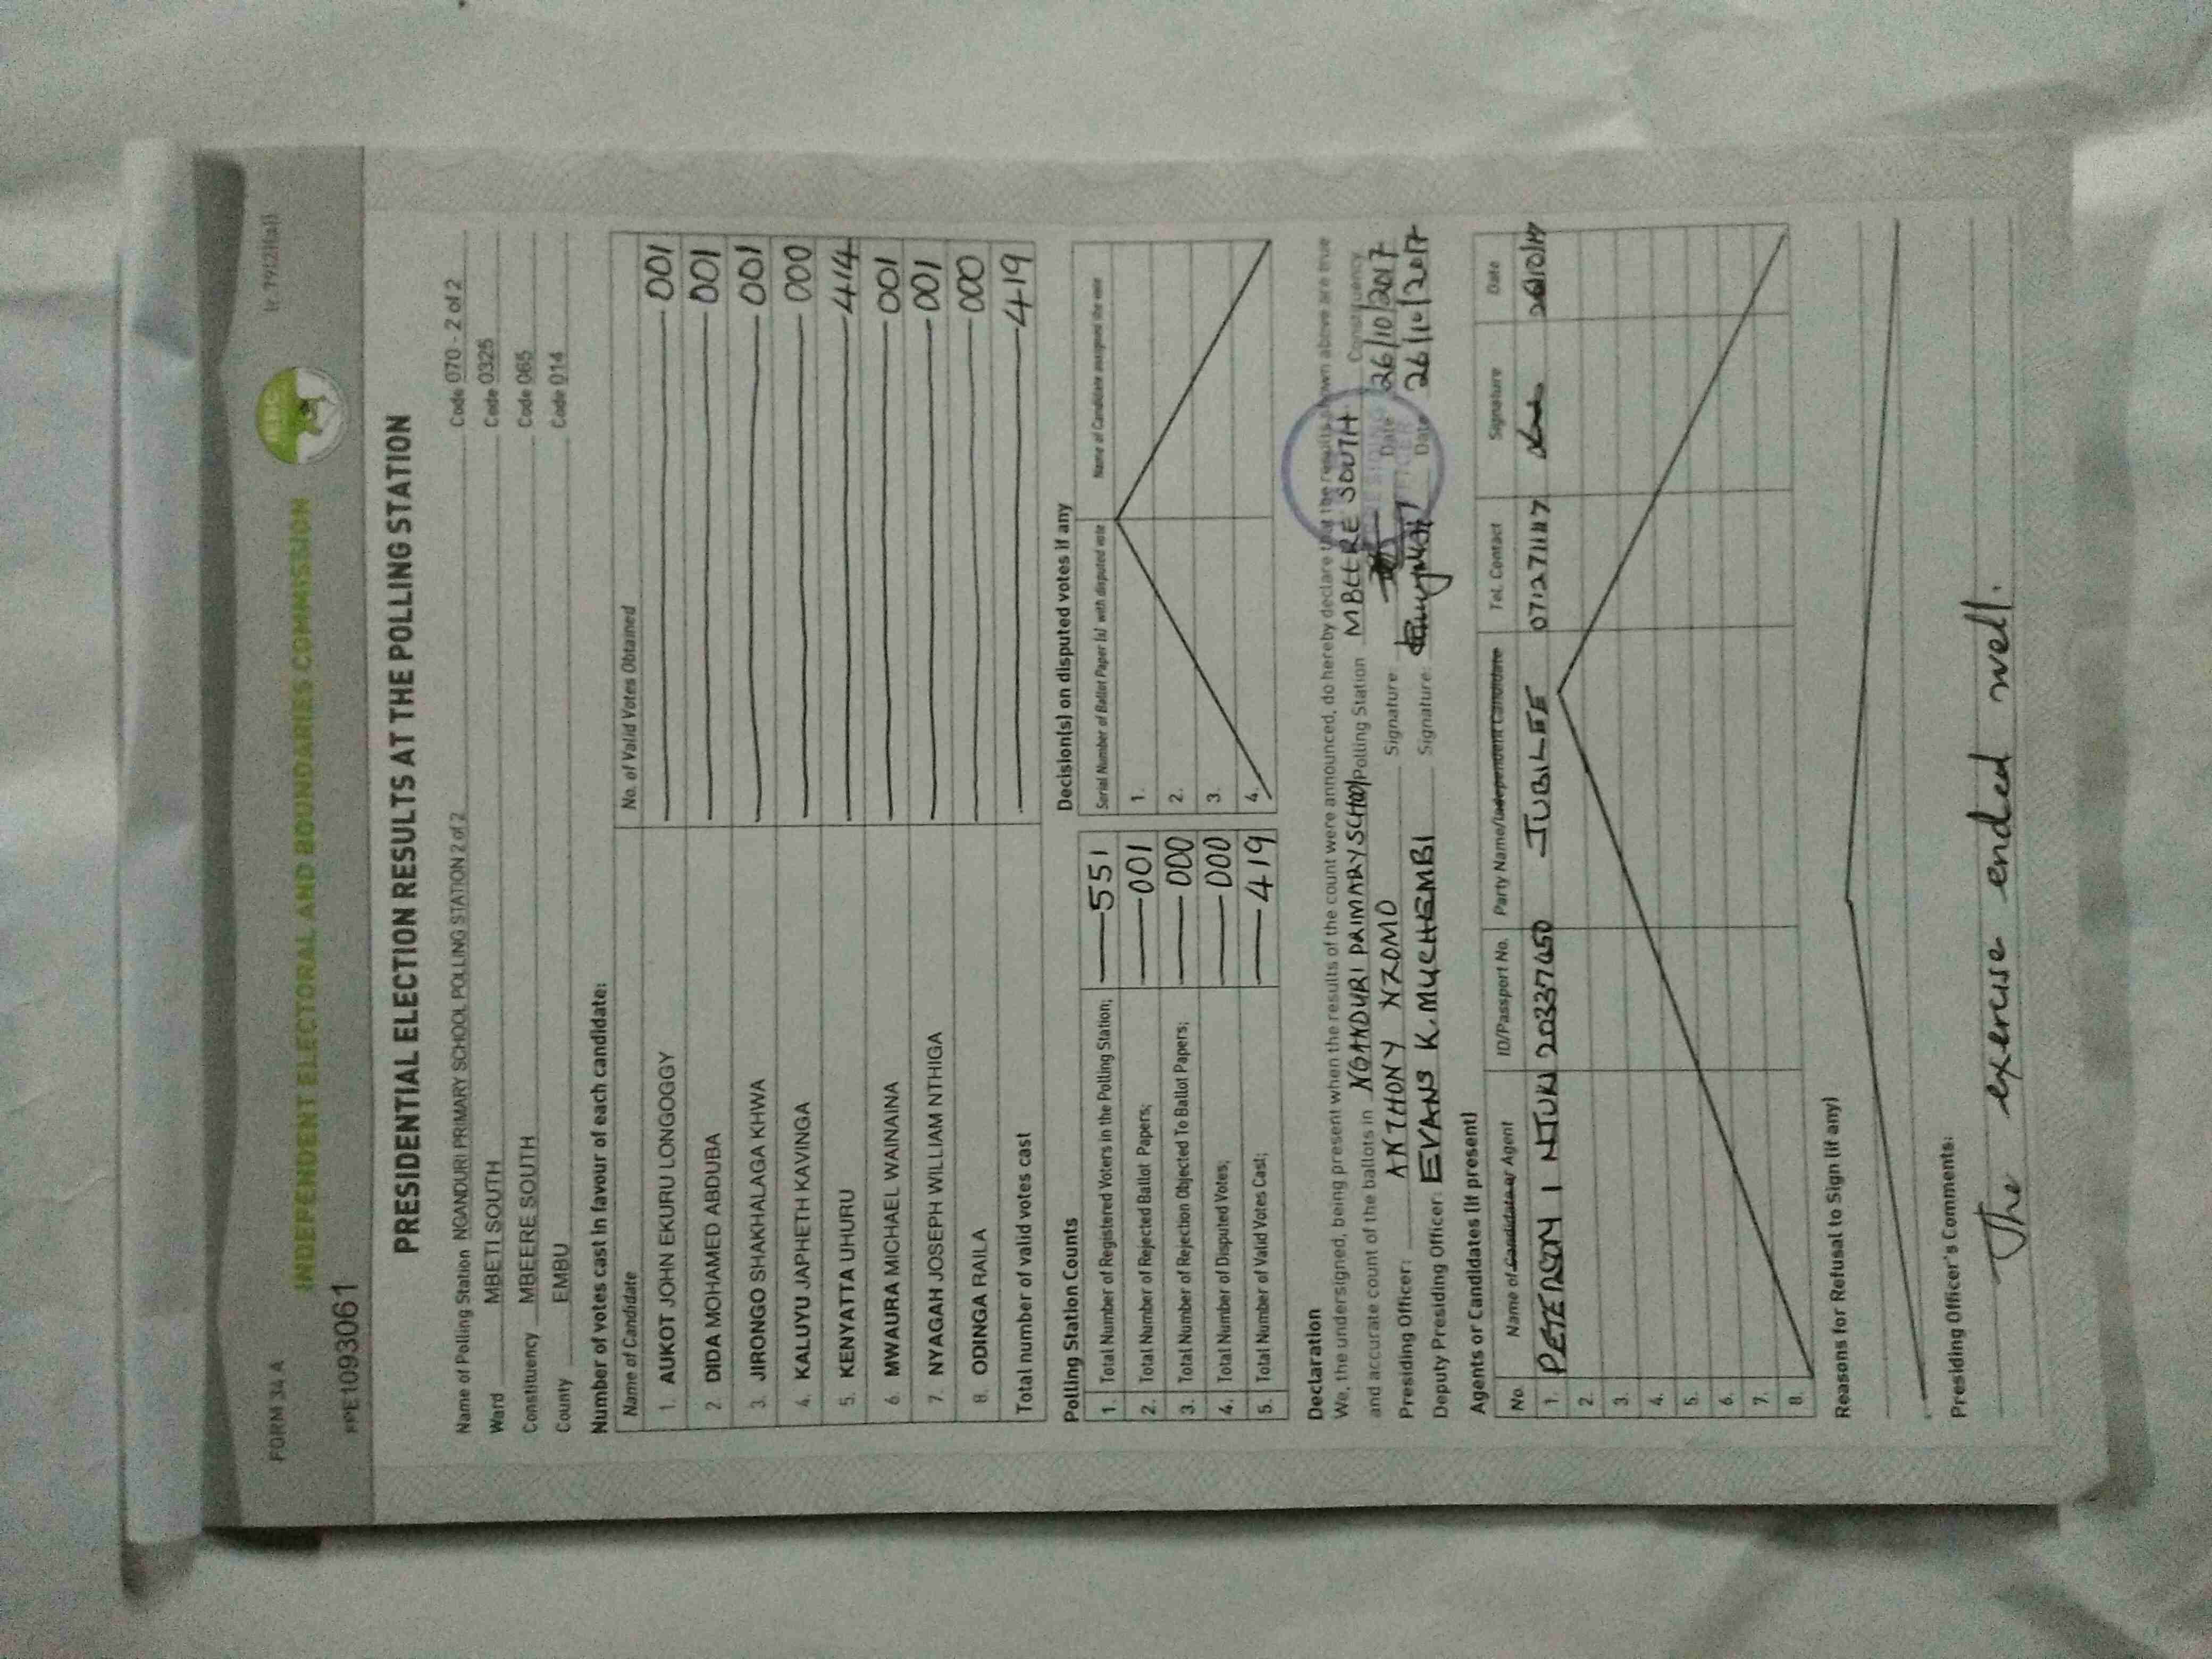 FORM 34 A
(r 79(2)(a))
INDEPENDENT ELECTORAL AND BOUNDARIES COMMISSION
IEBC
PPE1093061
PRESIDENTIAL ELECTION RESULTS AT THE POLLING STATION
Name of Polling Station NGANDURI PRIMARY SCHOOL POLLING STATION 2 of 2 Code 070 - 2 of 2
Ward MBETI SOUTH Code 0325
Constituency MBEERE SOUTH Code 065
County EMBU Code 014
Number of votes cast in favour of each candidate:
Name of Candidate No. of Valid Votes Obtained
1. AUKOT JOHN EKURU LONGOGGY 001
2. DIDA MOHAMED ABDUBA 001
3. JIRONGO SHAKHALAGA KHWA 001
4. KALUYU JAPHETH KAVINGA 000
5. KENYATTA UHURU 414
6. MWAURA MICHAEL WAINAINA 001
7. NYAGAH JOSEPH WILLIAM NTHIGA 001
8. ODINGA RAILA 000
Total number of valid votes cast 419
Polling Station Counts
1. Total Number of Registered Voters in the Polling Station; 551
2. Total Number of Rejected Ballot Papers; 001
3. Total Number of Rejection Objected To Ballot Papers; 000
4. Total Number of Disputed Votes; 000
5. Total Number of Valid Votes Cast; 419
Decision(s) on disputed votes if any
Serial Number of Ballot Paper (s) with disputed vote Name of Candidate assigned the vote
1.
2.
3.
4.
Declaration
We, the undersigned, being present when the results of the count were announced, do hereby declare that the results shown above are true
and accurate count of the ballots in NGANDURI PRIMARY SCHOOL Polling Station MBEERE SOUTH Constituency
Presiding Officer: ANTHONY NZOMO Signature: Date 26/10/2017
Deputy Presiding Officer: EVANS K. MUCHEMBI Signature: Date 26/10/2017
Agents or Candidates (if present)
No. Name of Candidate or Agent ID/Passport No. Party Name/Independent Candidate Tel. Contact Signature Date
1. PETERSON I NJUKI 20337450 JUBILEE 26/10/17
2.
3.
4.
5.
6.
7.
8.
Reasons for Refusal to Sign (if any)
Presiding Officer's Comments:
The exercise ended well.